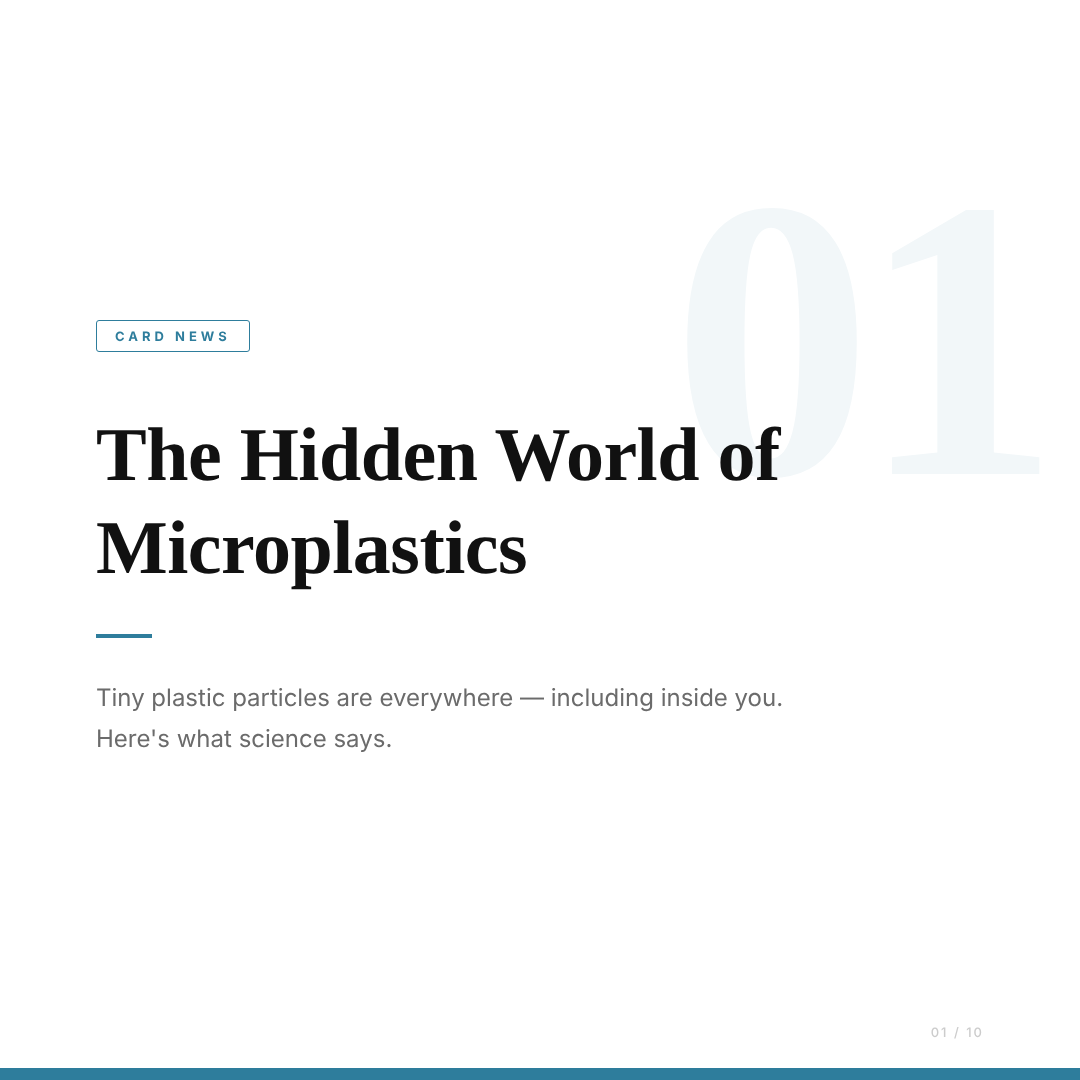 01
CARD NEWS
The Hidden World of
Microplastics
Tiny plastic particles are everywhere — including inside you.
Here's what science says.
01 / 10